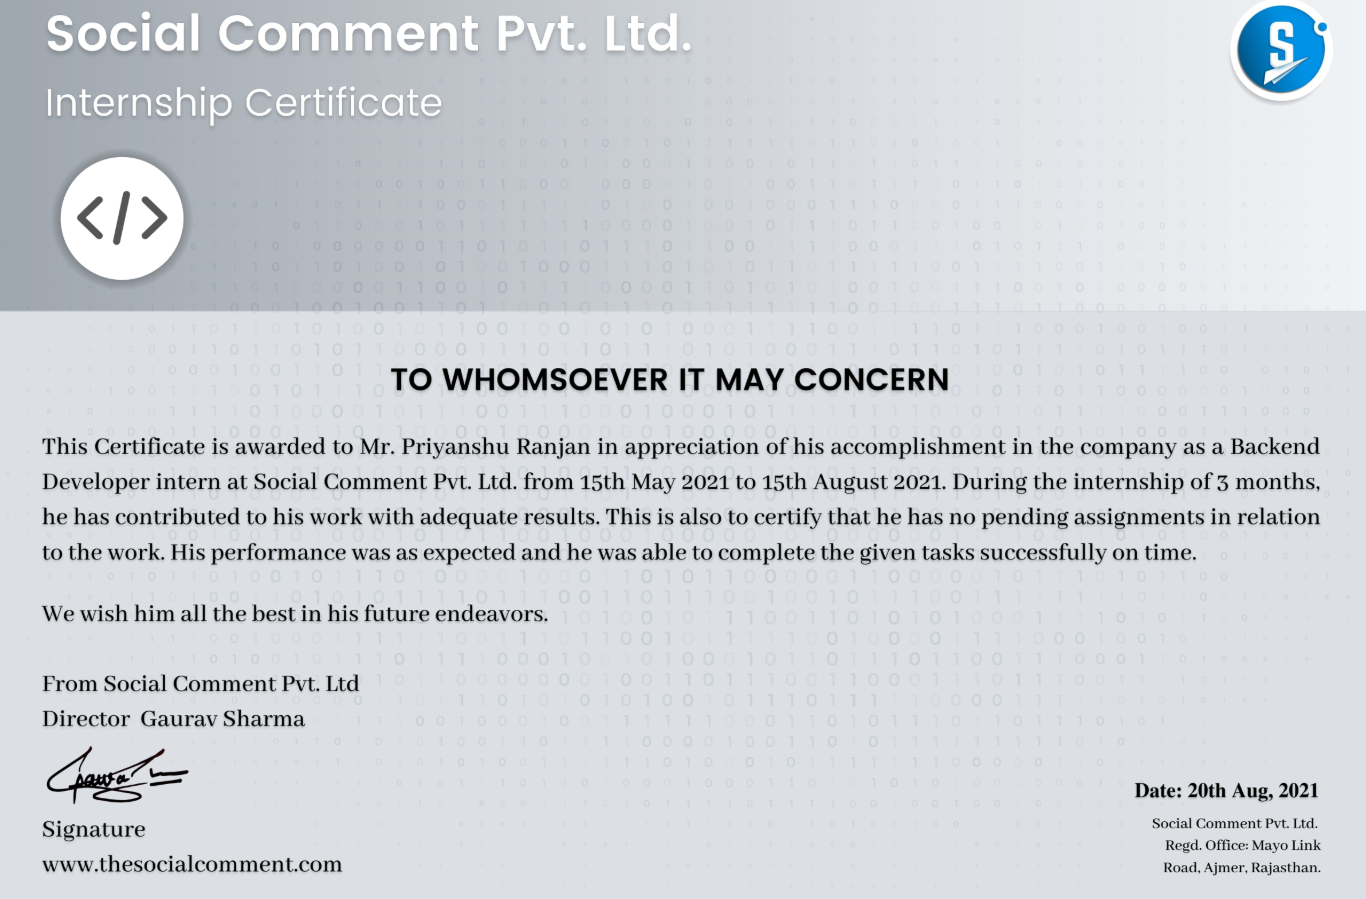 Social Comment Pvt. Ltd.
Internship Certificate
S
</>
TO WHOMSOEVER IT MAY CONCERN
This Certificate is awarded to Mr. Priyanshu Ranjan in appreciation of his accomplishment in the company as a Backend
Developer intern at Social Comment Pvt. Ltd. from 15th May 2021 to 15th August 2021. During the internship of 3 months,
he has contributed to his work with adequate results. This is also to certify that he has no pending assignments in relation
to the work. His performance was as expected and he was able to complete the given tasks successfully on time.
We wish him all the best in his future endeavors.
From Social Comment Pvt. Ltd
Director Gaurav Sharma
Signature
www.thesocialcomment.com
Date: 20th Aug, 2021
Social Comment Pvt. Ltd.
Regd. Office: Mayo Link
Road, Ajmer, Rajasthan.